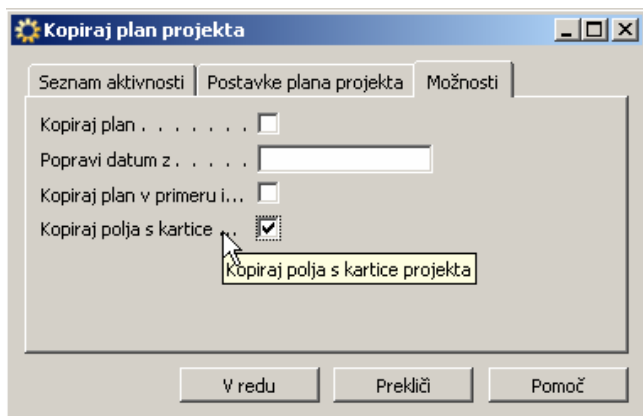 Kopiraj plan projekta
Seznam aktivnosti Postavke plana projekta Možnosti
Kopiraj plan . . . . . . .
Popravi datum z . . . . .
Kopiraj plan v primeru i...
Kopiraj polja s kartice ...
Kopiraj polja s kartice projekta
V redu Prekliči Pomoč